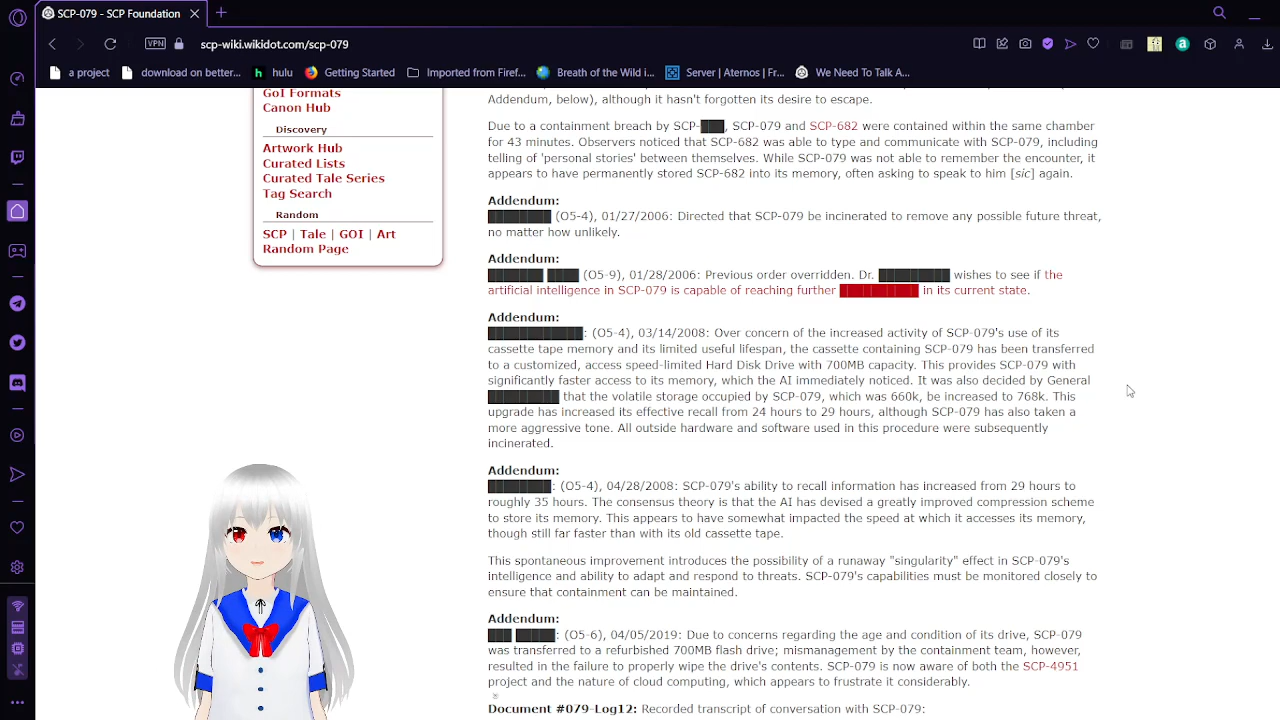 SCP-079 - SCP Foundation
VPN
scp-wiki.wikidot.com/scp-079
a project
download on better...
hulu
Getting Started
Imported from Firef...
Breath of the Wild i...
Server | Aternos | Fr...
We Need To Talk A...
GoI Formats
Canon Hub
Discovery
Artwork Hub
Curated Lists
Curated Tale Series
Tag Search
Random
SCP | Tale | GOI | Art
Random Page
Addendum, below), although it hasn't forgotten its desire to escape.
Due to a containment breach by SCP-███, SCP-079 and SCP-682 were contained within the same chamber
for 43 minutes. Observers noticed that SCP-682 was able to type and communicate with SCP-079, including
telling of 'personal stories' between themselves. While SCP-079 was not able to remember the encounter, it
appears to have permanently stored SCP-682 into its memory, often asking to speak to him [sic] again.
Addendum:
████████ (O5-4), 01/27/2006: Directed that SCP-079 be incinerated to remove any possible future threat,
no matter how unlikely.
Addendum:
███████ ████ (O5-9), 01/28/2006: Previous order overridden. Dr. █████████ wishes to see if the
artificial intelligence in SCP-079 is capable of reaching further ██████████ in its current state.
Addendum:
████████████: (O5-4), 03/14/2008: Over concern of the increased activity of SCP-079's use of its
cassette tape memory and its limited useful lifespan, the cassette containing SCP-079 has been transferred
to a customized, access speed-limited Hard Disk Drive with 700MB capacity. This provides SCP-079 with
significantly faster access to its memory, which the AI immediately noticed. It was also decided by General
█████████ that the volatile storage occupied by SCP-079, which was 660k, be increased to 768k. This
upgrade has increased its effective recall from 24 hours to 29 hours, although SCP-079 has also taken a
more aggressive tone. All outside hardware and software used in this procedure were subsequently
incinerated.
Addendum:
████████: (O5-4), 04/28/2008: SCP-079's ability to recall information has increased from 29 hours to
roughly 35 hours. The consensus theory is that the AI has devised a greatly improved compression scheme
to store its memory. This appears to have somewhat impacted the speed at which it accesses its memory,
though still far faster than with its old cassette tape.
This spontaneous improvement introduces the possibility of a runaway "singularity" effect in SCP-079's
intelligence and ability to adapt and respond to threats. SCP-079's capabilities must be monitored closely to
ensure that containment can be maintained.
Addendum:
███ █████: (O5-6), 04/05/2019: Due to concerns regarding the age and condition of its drive, SCP-079
was transferred to a refurbished 700MB flash drive; mismanagement by the containment team, however,
resulted in the failure to properly wipe the drive's contents. SCP-079 is now aware of both the SCP-4951
project and the nature of cloud computing, which appears to frustrate it considerably.
Document #079-Log12: Recorded transcript of conversation with SCP-079: